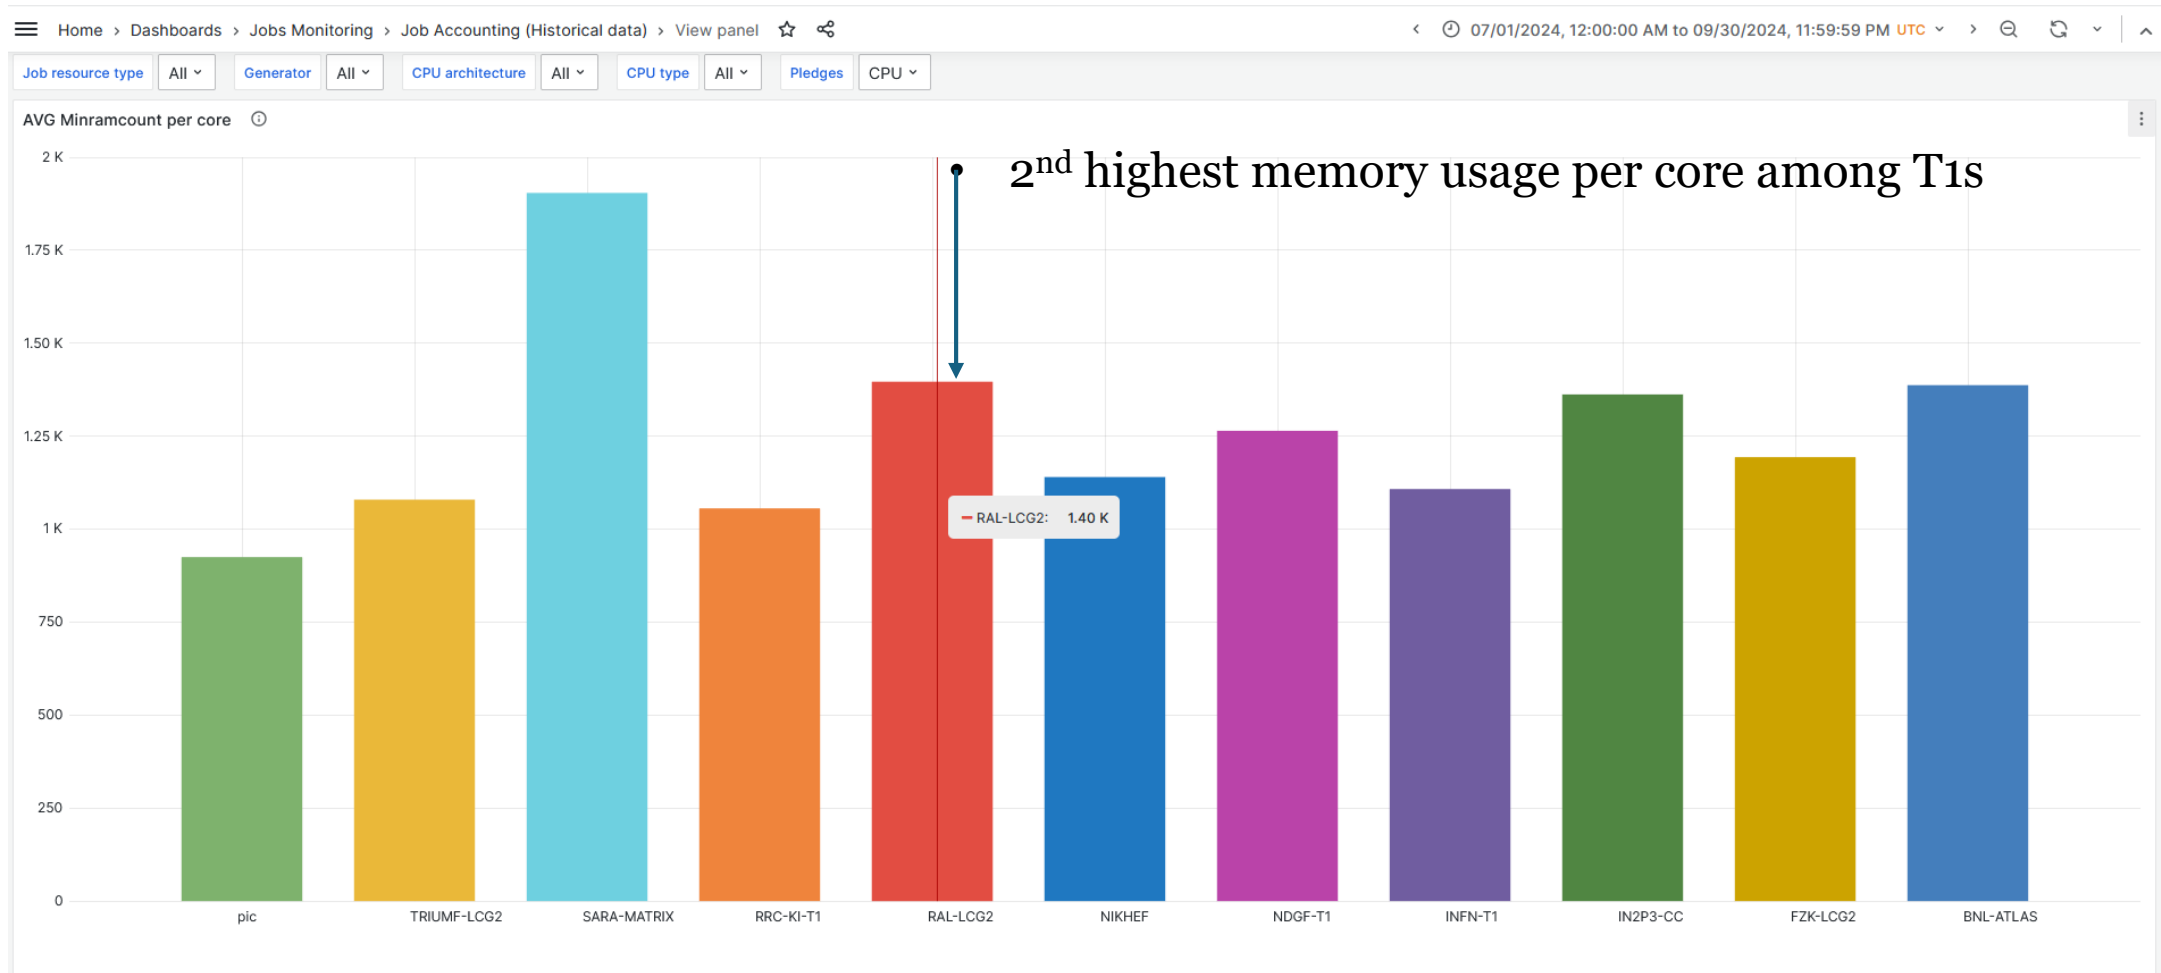 Home > Dashboards > Jobs Monitoring > Job Accounting (Historical data) > View panel
07/01/2024, 12:00:00 AM to 09/30/2024, 11:59:59 PM UTC
Job resource type All Generator All CPU architecture All CPU type All Pledges CPU
AVG Minramcount per core
2nd highest memory usage per core among T1s
2 K
1.75 K
1.50 K
1.25 K
1 K
750
500
250
0
RAL-LCG2: 1.40 K
pic TRIUMF-LCG2 SARA-MATRIX RRC-KI-T1 RAL-LCG2 NIKHEF NDGF-T1 INFN-T1 IN2P3-CC FZK-LCG2 BNL-ATLAS